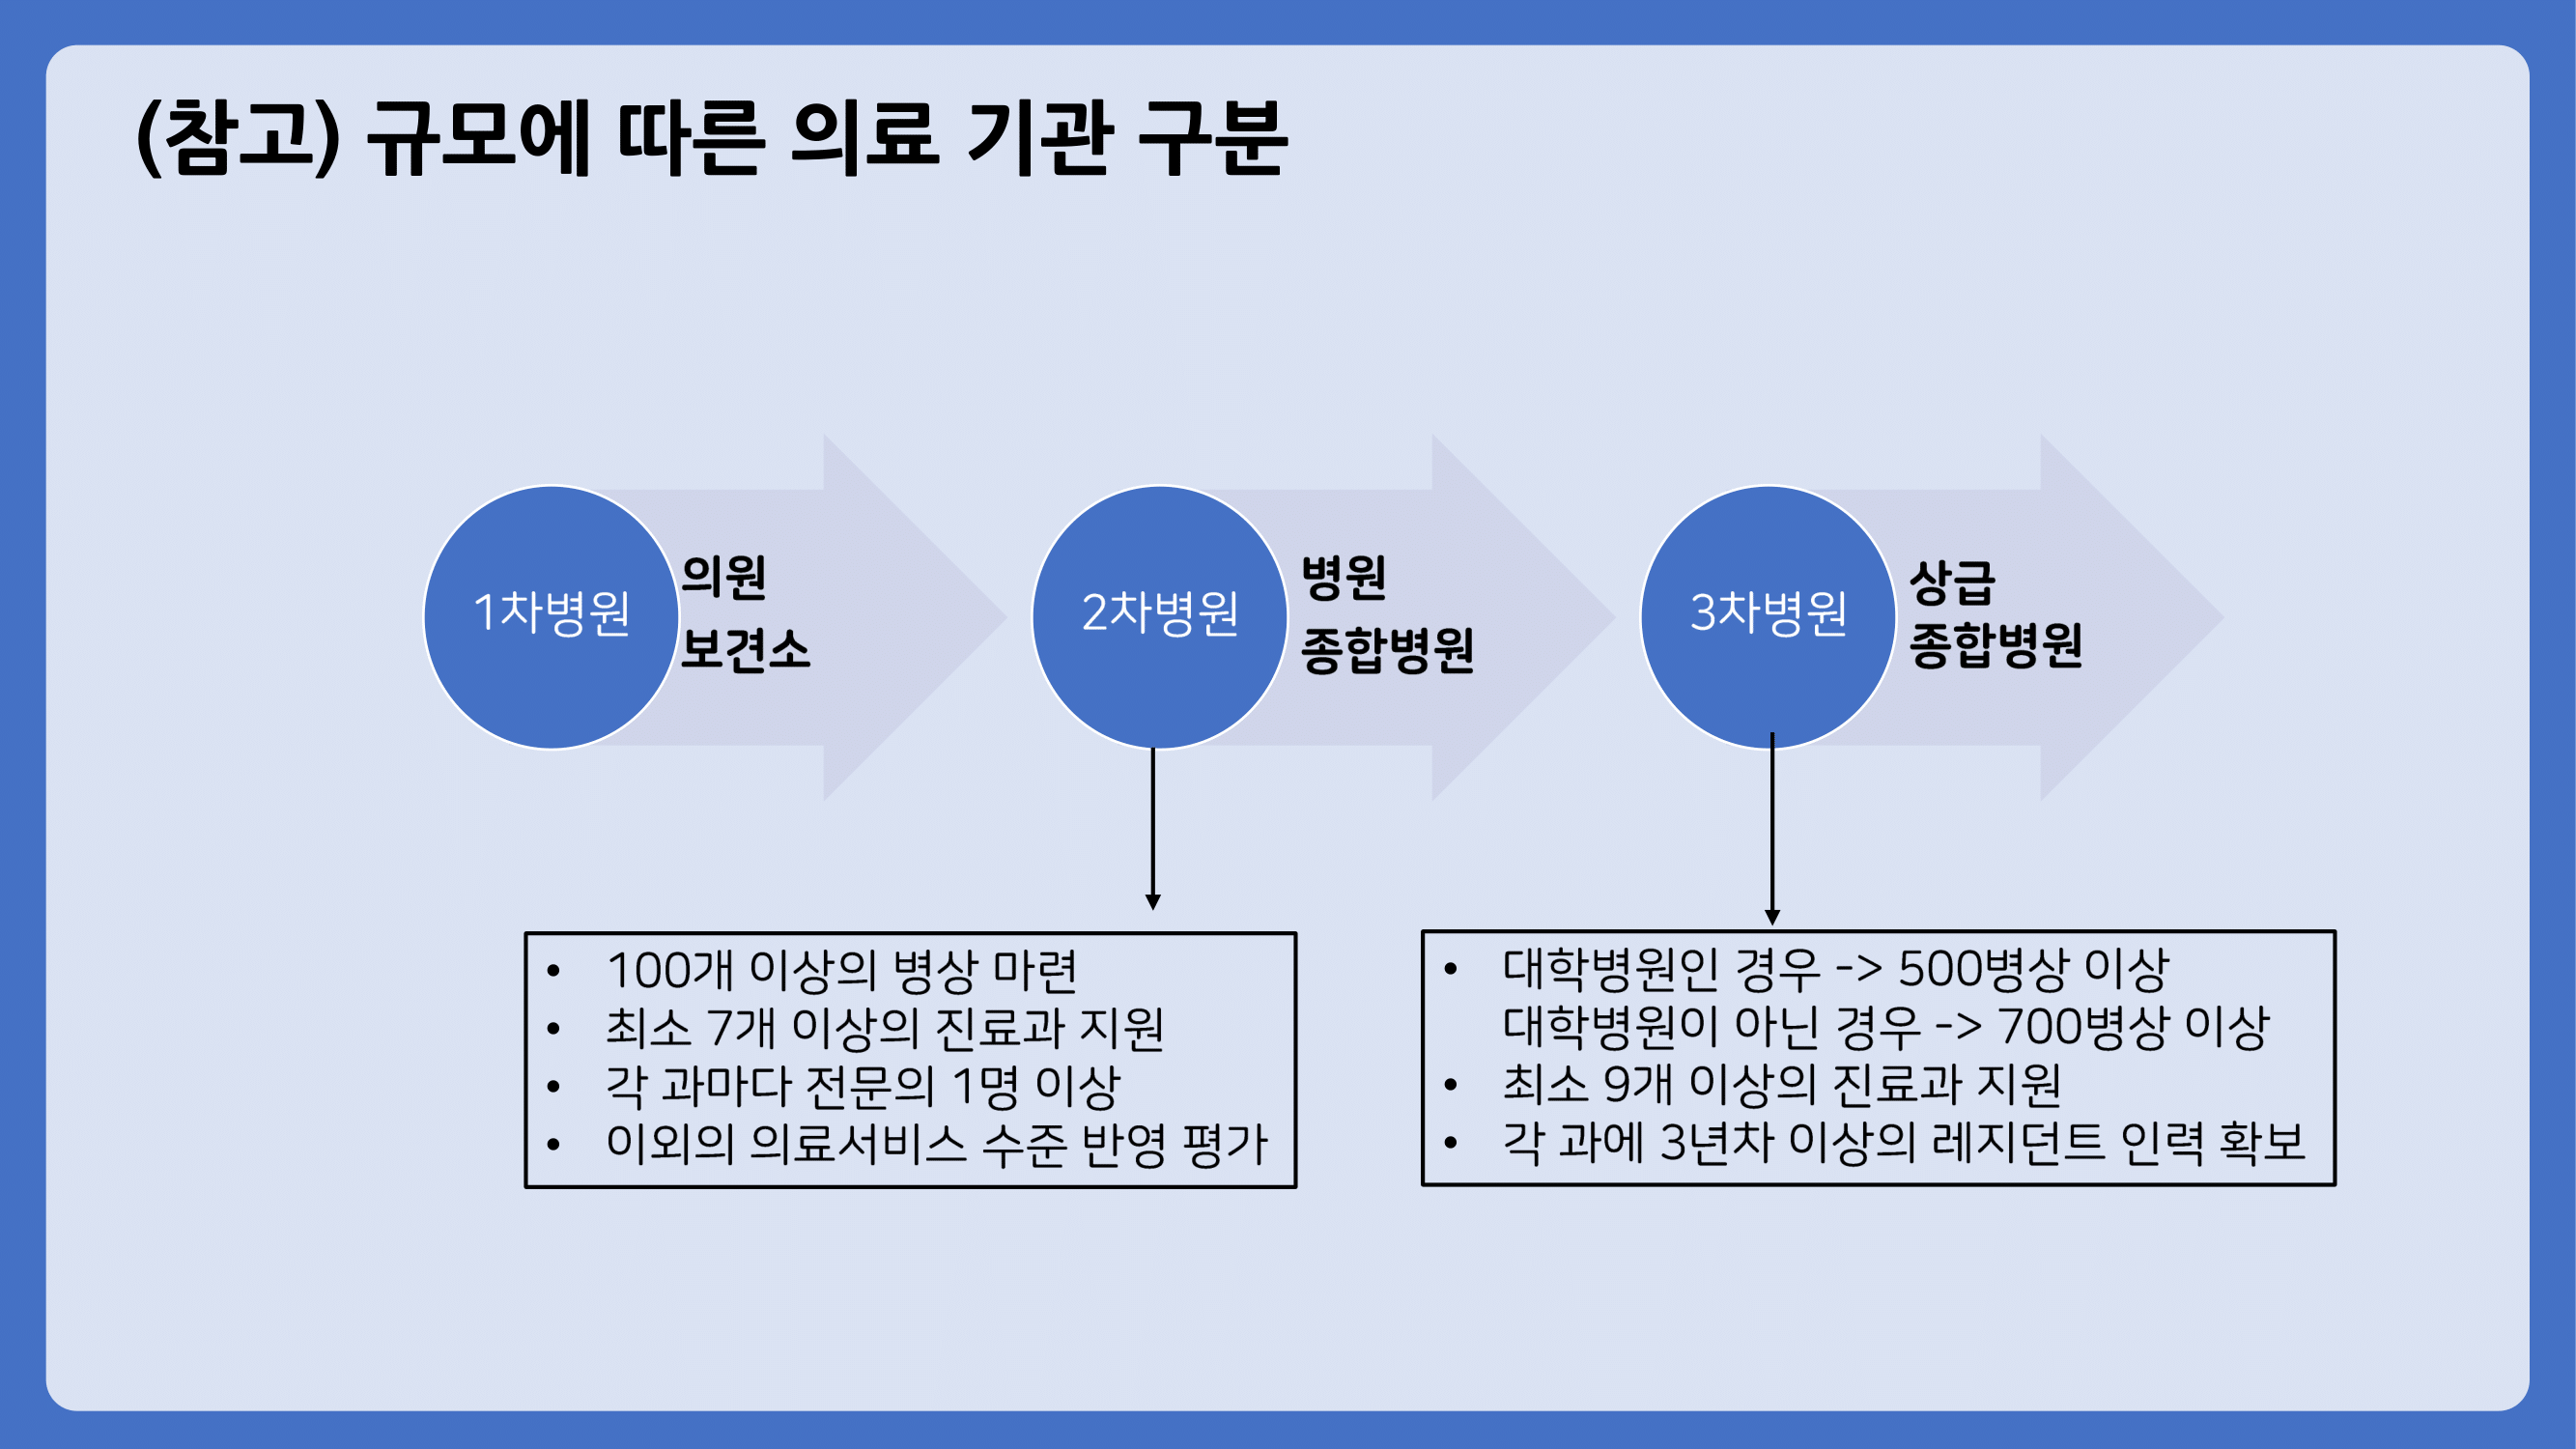 (참고) 규모에 따른 의료 기관 구분
1차병원
의원
보건소
2차병원
병원
종합병원
3차병원
상급
종합병원
• 100개 이상의 병상 마련
• 최소 7개 이상의 진료과 지원
• 각 과마다 전문의 1명 이상
• 이외의 의료서비스 수준 반영 평가
• 대학병원인 경우 -> 500병상 이상
대학병원이 아닌 경우 -> 700병상 이상
• 최소 9개 이상의 진료과 지원
• 각 과에 3년차 이상의 레지던트 인력 확보